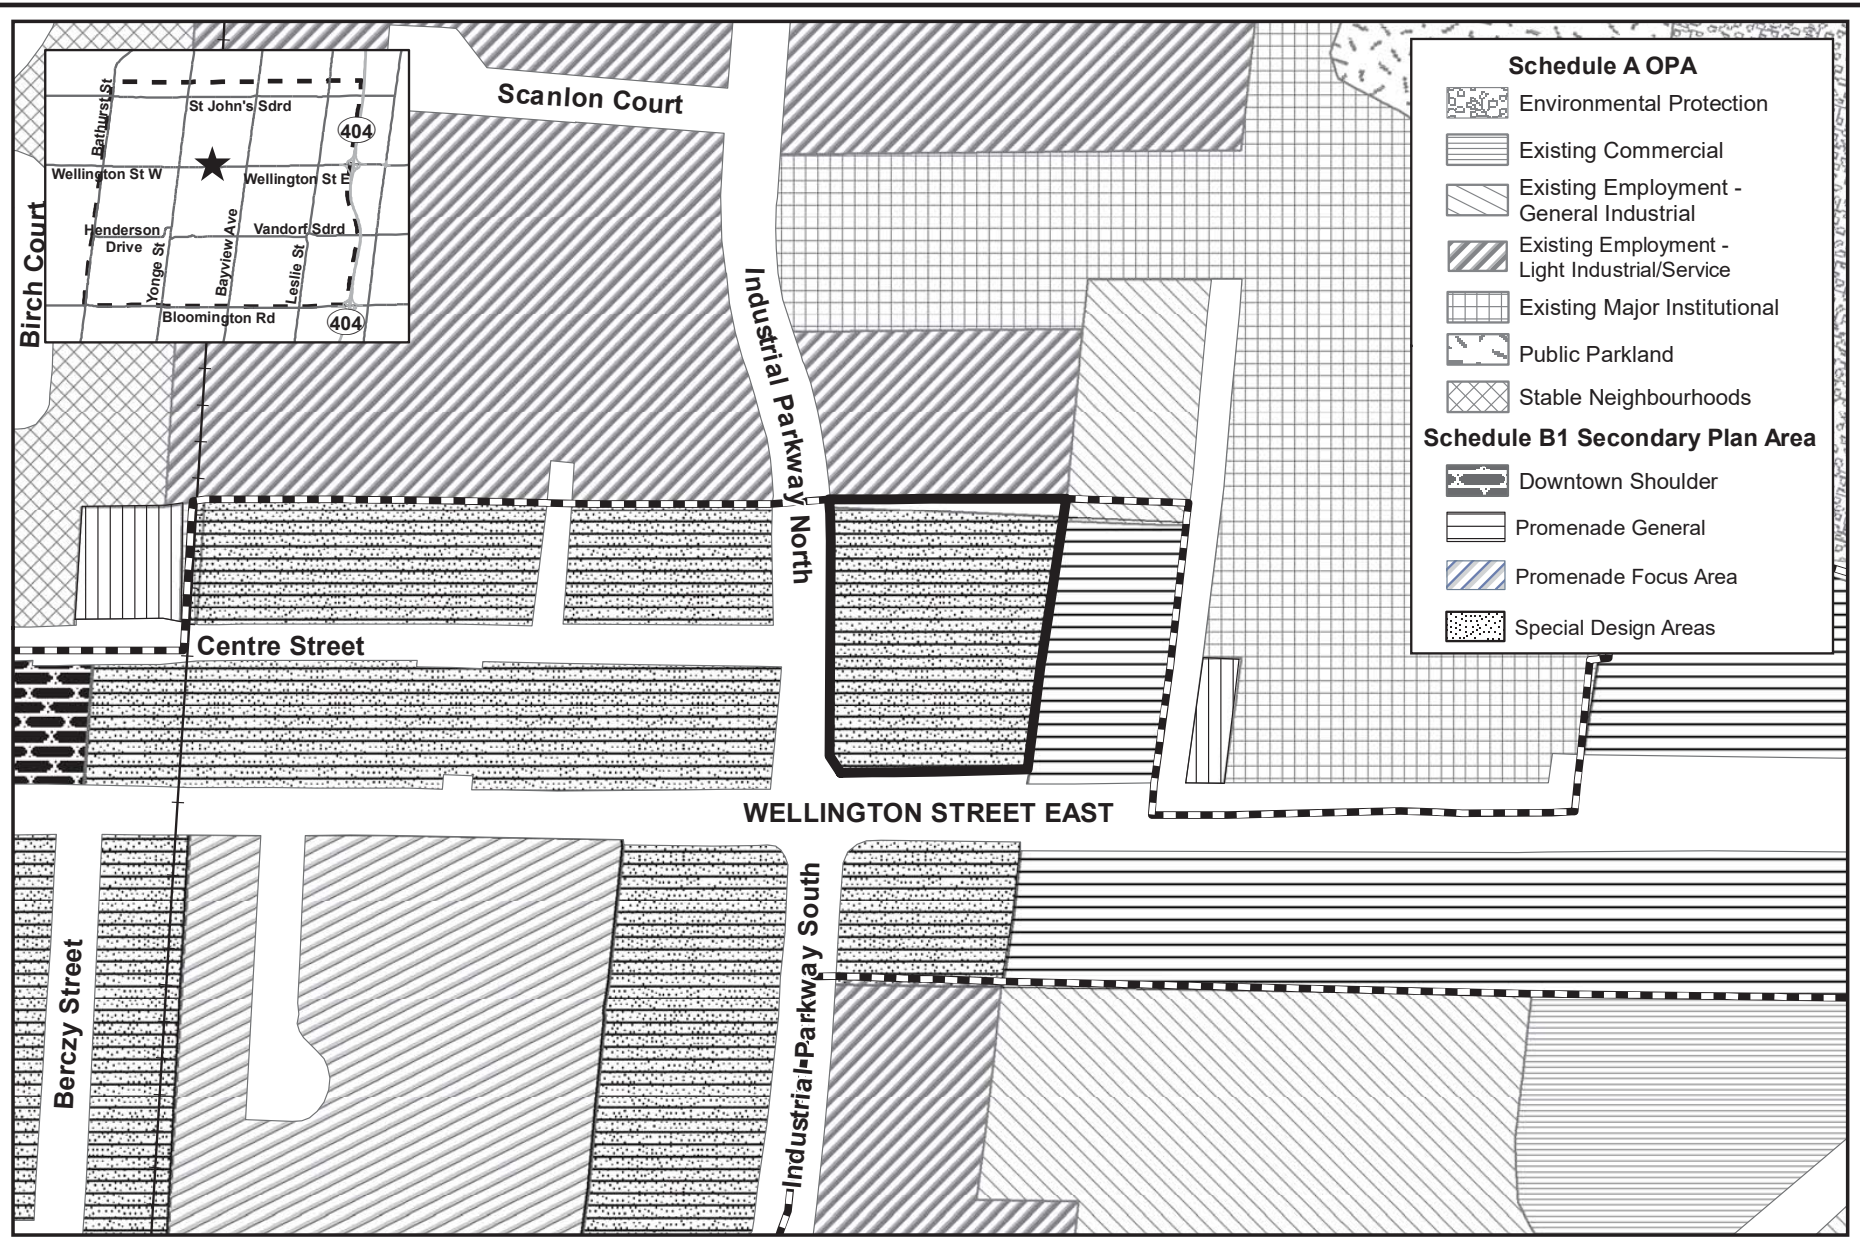 Scanlon Court
Birch Court
Bathurst St
St John's Sdrd
404
Wellington St W
Wellington St E
Henderson
Drive
Yonge St
Bayview Ave
Vandorf Sdrd
Leslie St
Bloomington Rd
404
Industrial Parkway North
Centre Street
WELLINGTON STREET EAST
Berczy Street
Industrial Parkway South
Schedule A OPA
Environmental Protection
Existing Commercial
Existing Employment -
General Industrial
Existing Employment -
Light Industrial/Service
Existing Major Institutional
Public Parkland
Stable Neighbourhoods
Schedule B1 Secondary Plan Area
Downtown Shoulder
Promenade General
Promenade Focus Area
Special Design Areas